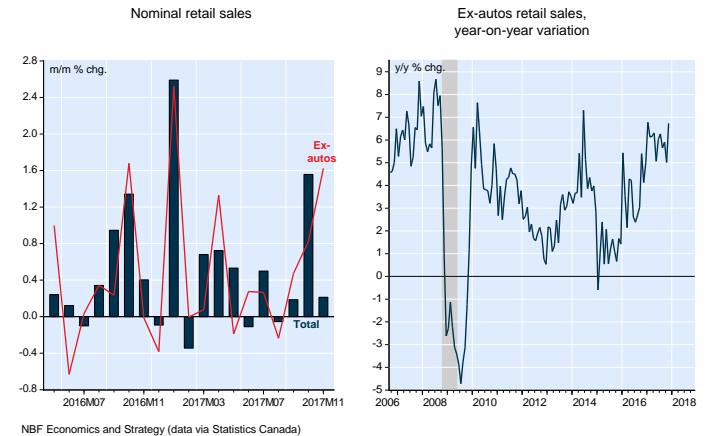 Nominal retail sales
m/m % chg.
2.8
2.4
2.0
1.6
1.2
0.8
0.4
0.0
-0.4
-0.8
Ex-
autos
Total
2016M07
2016M11
2017M03
2017M07
2017M11
Ex-autos retail sales,
year-on-year variation
y/y % chg.
9
8
7
6
5
4
3
2
1
0
-1
-2
-3
-4
-5
2006
2008
2010
2012
2014
2016
2018
NBF Economics and Strategy (data via Statistics Canada)